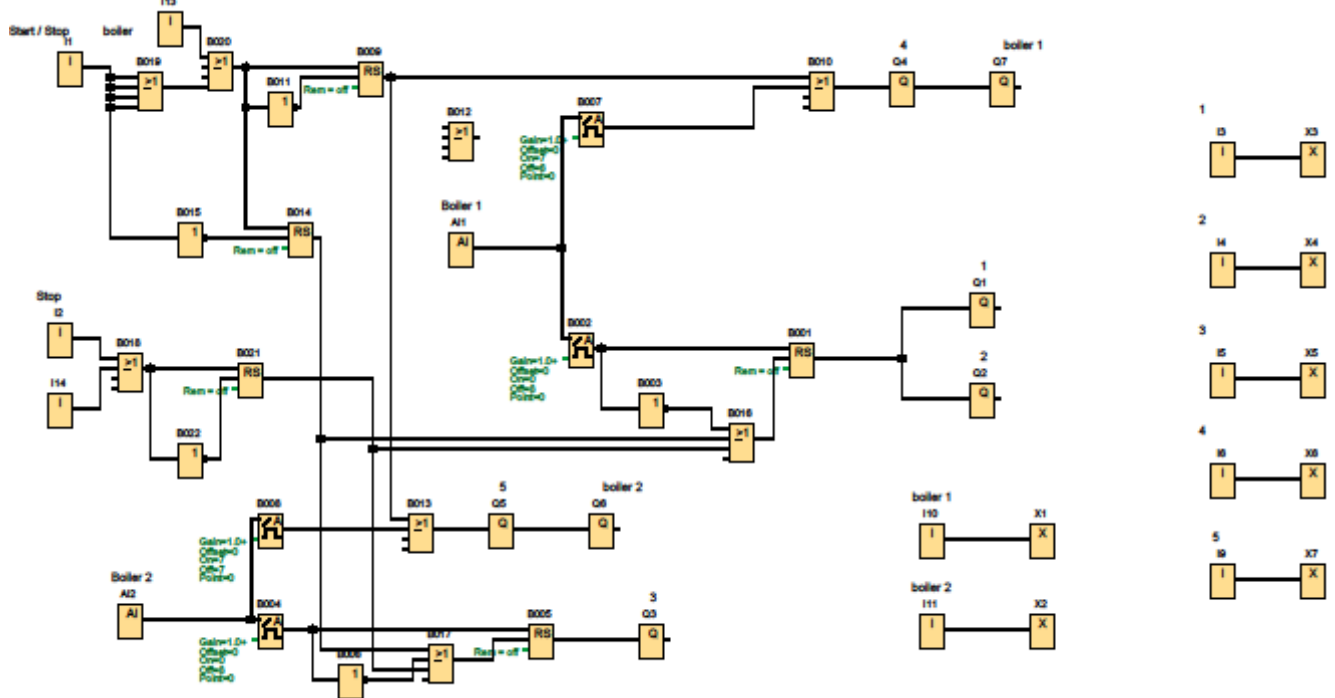 I13
I
Start / Stop boiler
I1
I
B019
≥1
B020
≥1
B011
1
B009
RS
Rem = off
B015
1
B014
RS
Rem = off
Stop
I2
I
I14
I
B018
≥1
B021
RS
Rem = off
B022
1
B012
≥1
B007
A
Gain=1.0+
Offset=0
On=7
Off=6
Point=0
B010
≥1
4
Q4
Q
boiler 1
Q7
Q
Boiler 1
AI1
AI
B002
A
Gain=1.0+
Offset=0
On=0
Off=6
Point=0
B003
1
B016
≥1
B001
RS
Rem = off
1
Q1
Q
2
Q2
Q
B008
A
Gain=1.0+
Offset=0
On=7
Off=7
Point=0
B013
≥1
5
Q5
Q
boiler 2
Q6
Q
Boiler 2
AI2
AI
B004
A
Gain=1.0+
Offset=0
On=0
Off=6
Point=0
B006
1
B017
≥1
B005
RS
Rem = off
3
Q3
Q
boiler 1
I10
I
X1
X
boiler 2
I11
I
X2
X
1
I3
I
X3
X
2
I4
I
X4
X
3
I5
I
X5
X
4
I6
I
X6
X
5
I9
I
X7
X